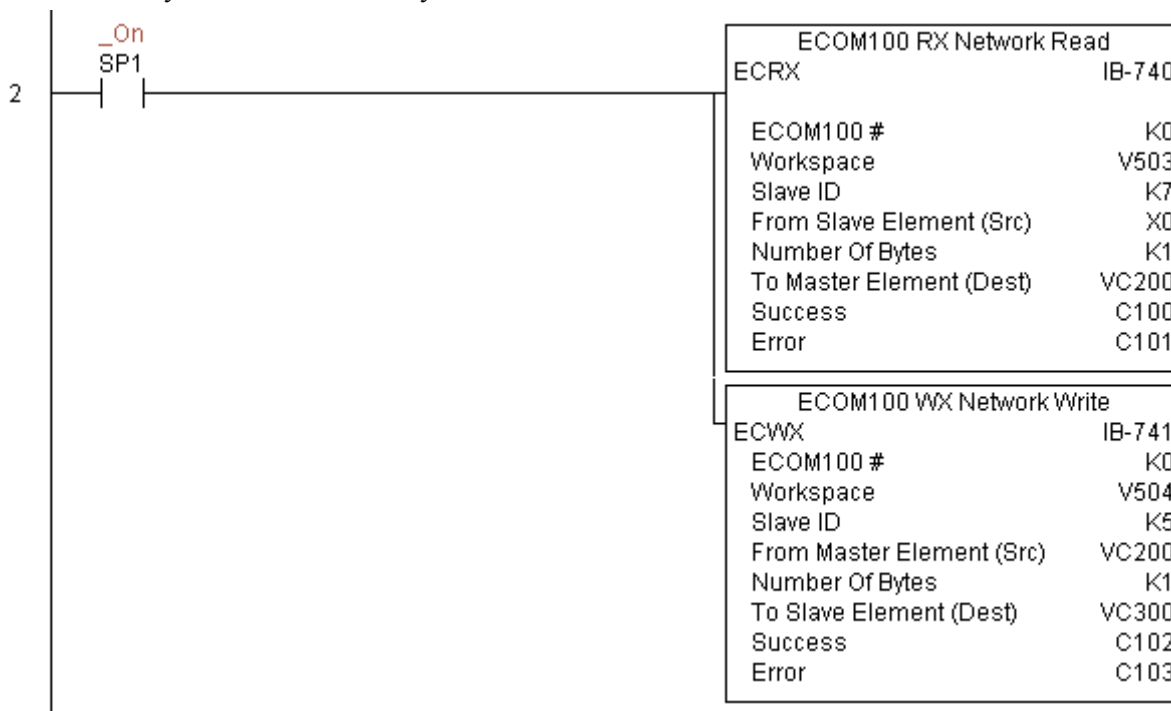 _On
SP1
2
ECOM100 RX Network Read
ECRX IB-740
ECOM100 # K0
Workspace V503
Slave ID K7
From Slave Element (Src) X0
Number Of Bytes K1
To Master Element (Dest) VC200
Success C100
Error C101
ECOM100 WX Network Write
ECWX IB-741
ECOM100 # K0
Workspace V504
Slave ID K5
From Master Element (Src) VC200
Number Of Bytes K1
To Slave Element (Dest) VC300
Success C102
Error C103